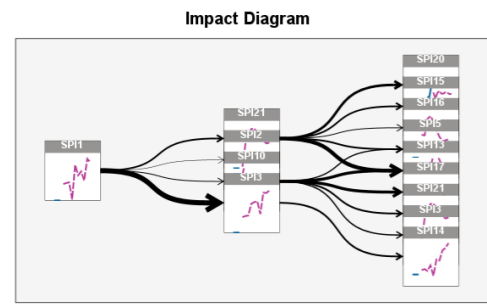 Impact Diagram
SPI1
SPI21
SPI2
SPI10
SPI3
SPI20
SPI15
SPI16
SPI5
SPI13
SPI17
SPI21
SPI3
SPI14